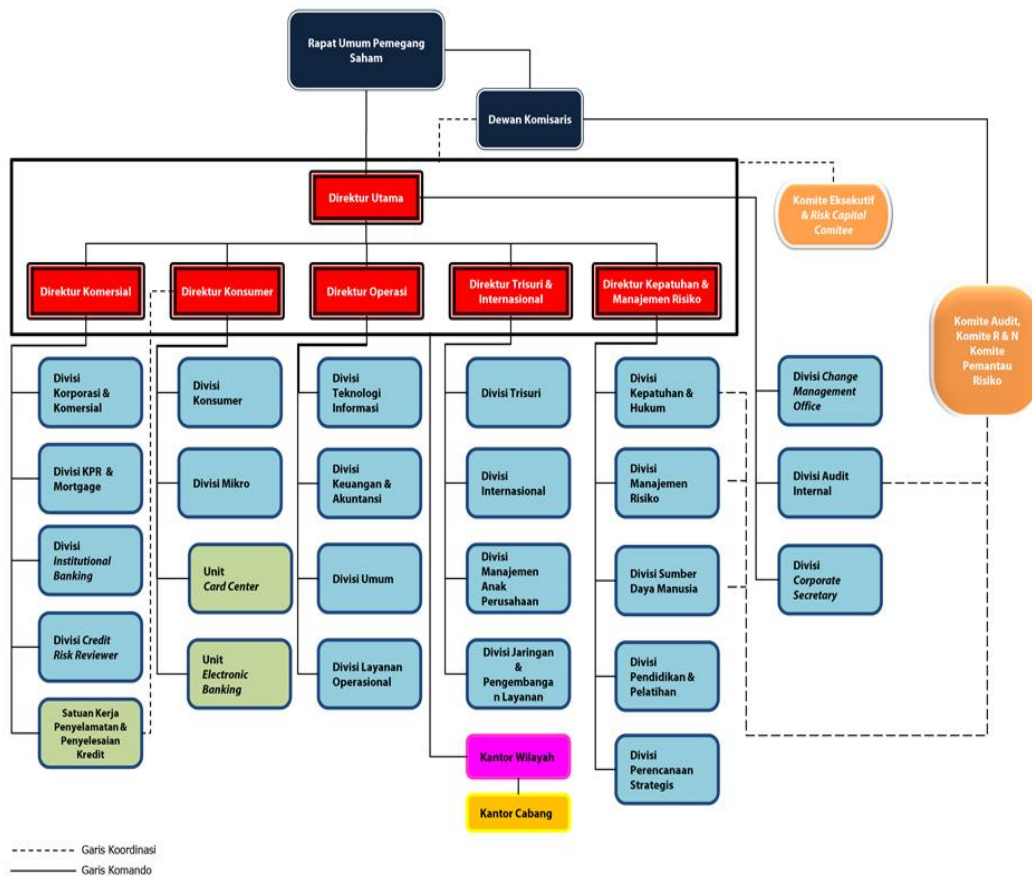 Rapat Umum Pemegang
Saham
Dewan Komisaris
Direktur Utama
Komite Eksekutif
& Risk Capital
Comitee
Direktur Komersial
Direktur Konsumer
Direktur Operasi
Direktur Trisuri &
Internasional
Direktur Kepatuhan &
Manajemen Risiko
Komite Audit,
Komite R & N
Komite
Pemantau
Risiko
Divisi
Korporasi &
Komersial
Divisi
Konsumer
Divisi
Teknologi
Informasi
Divisi Trisuri
Divisi
Kepatuhan &
Hukum
Divisi Change
Management
Office
Divisi KPR &
Mortgage
Divisi Mikro
Divisi
Keuangan &
Akuntansi
Divisi
Internasional
Divisi
Manajemen
Risiko
Divisi Audit
Internal
Divisi
Institutional
Banking
Unit
Card Center
Divisi Umum
Divisi
Manajemen
Anak
Perusahaan
Divisi Sumber
Daya Manusia
Divisi
Corporate
Secretary
Divisi Credit
Risk Reviewer
Unit
Electronic
Banking
Divisi Layanan
Operasional
Divisi Jaringan
&
Pengembanga
n Layanan
Divisi
Pendidikan &
Pelatihan
Satuan Kerja
Penyelamatan &
Penyelesaian
Kredit
Kantor Wilayah
Divisi
Perencanaan
Strategis
Kantor Cabang
Garis Koordinasi
Garis Komando